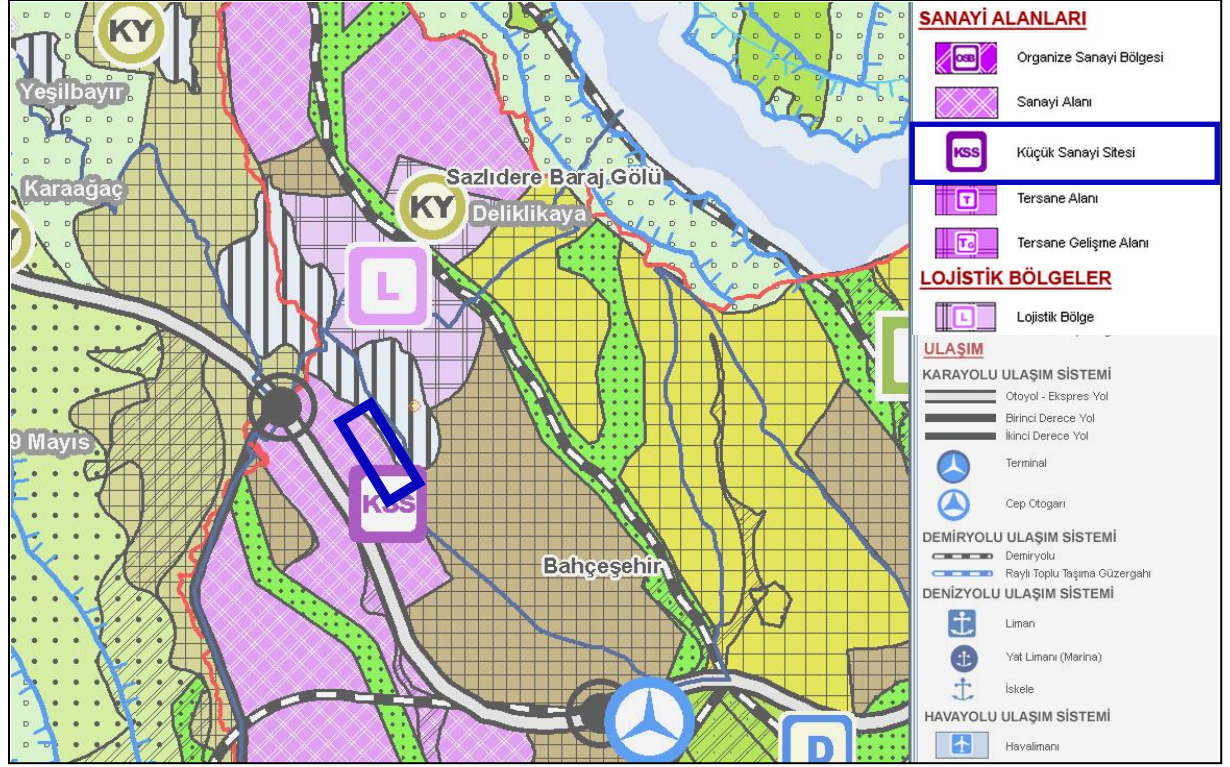 KY
Yeşilbayır
Karaağaç
Sazlıdere Baraj Gölü
KY
Deliklikaya
L
9 Mayıs
KSS
Bahçeşehir
D
SANAYİ ALANLARI
OSB Organize Sanayi Bölgesi
Sanayi Alanı
KSS Küçük Sanayi Sitesi
T Tersane Alanı
TG Tersane Gelişme Alanı
LOJİSTİK BÖLGELER
L Lojistik Bölge
ULAŞIM
KARAYOLU ULAŞIM SİSTEMİ
Otoyol - Ekspres Yol
Birinci Derece Yol
İkinci Derece Yol
Terminal
Cep Otogarı
DEMİRYOLU ULAŞIM SİSTEMİ
Demiryolu
Raylı Toplu Taşıma Güzergahı
DENİZYOLU ULAŞIM SİSTEMİ
Liman
Yat Limanı (Marina)
İskele
HAVAYOLU ULAŞIM SİSTEMİ
Havalimanı